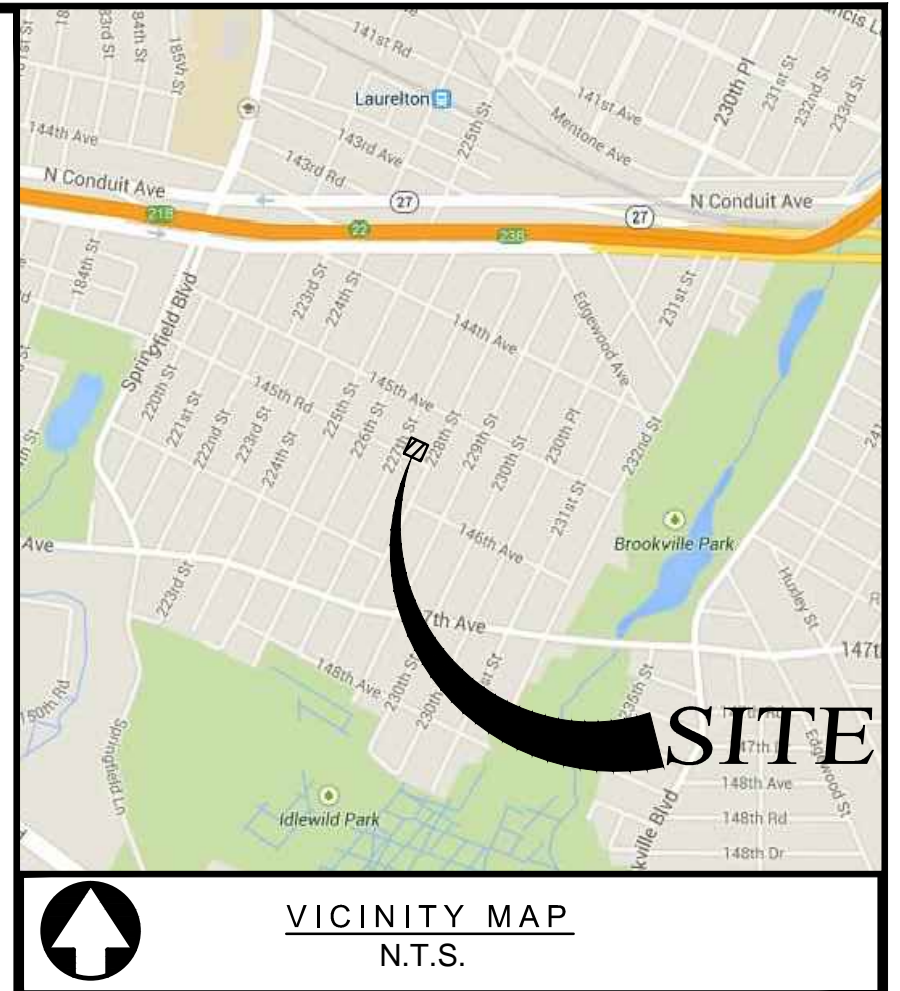 141st Rd
185th St
84th St
83rd St
Laurelton
225th St
141st Ave
Mentone Ave
230th Pl
231st St
232nd St
233rd St
144th Ave
143rd Ave
143rd Rd
N Conduit Ave
27
N Conduit Ave
27
21B
22
23B
184th St
Springfield Blvd
223rd St
224th St
Edgewood Ave
231st St
144th Ave
145th Ave
145th Rd
220th St
221st St
222nd St
223rd St
224th St
225th St
226th St
227th St
228th St
229th St
230th St
230th Pl
231st St
232nd St
146th Ave
Brookville Park
Ave
223rd St
7th Ave
Huxley St
147t
148th Ave
230th St
230th
st St
235th St
150th Rd
Springfield Ln
SITE
Edgewood St
148th Ave
148th Rd
148th Dr
kville Blvd
Idlewild Park
VICINITY MAP
N.T.S.